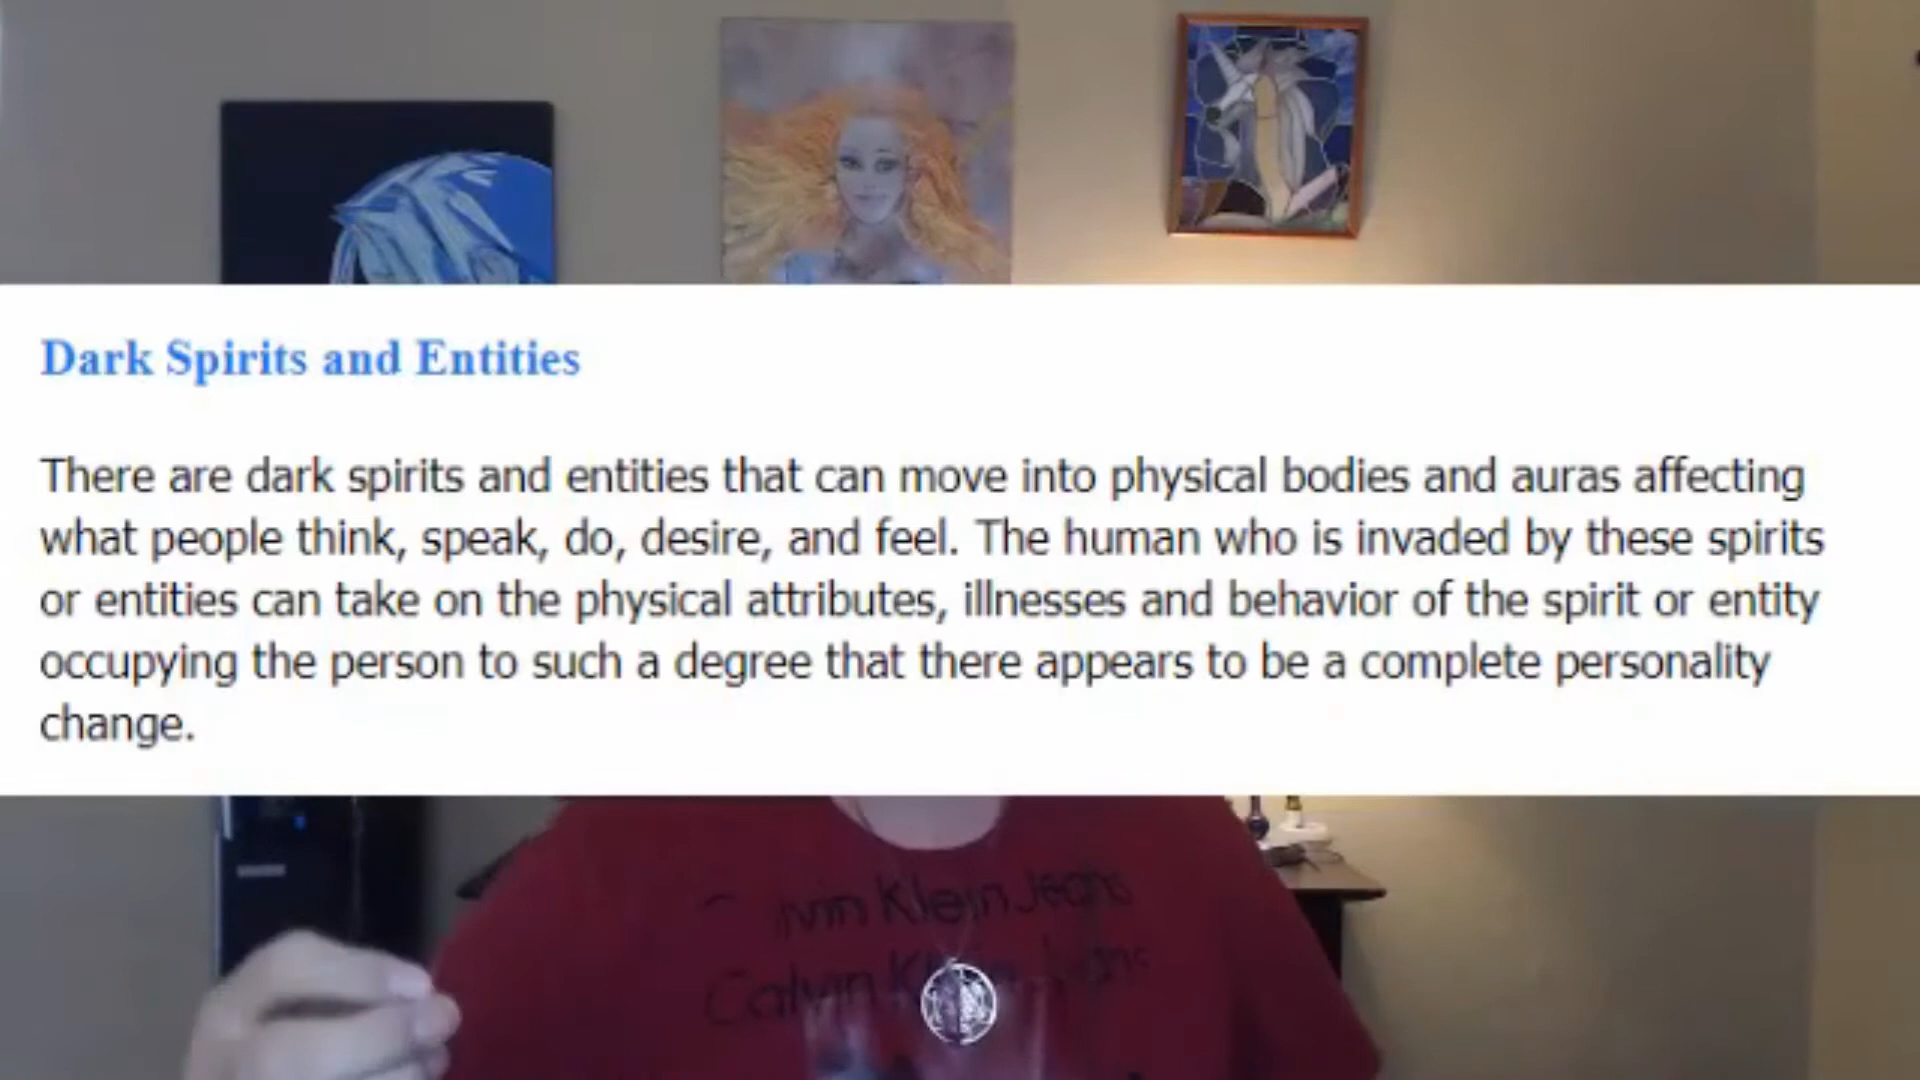 Dark Spirits and Entities
There are dark spirits and entities that can move into physical bodies and auras affecting
what people think, speak, do, desire, and feel. The human who is invaded by these spirits
or entities can take on the physical attributes, illnesses and behavior of the spirit or entity
occupying the person to such a degree that there appears to be a complete personality
change.
Klein Jeans
Calvin